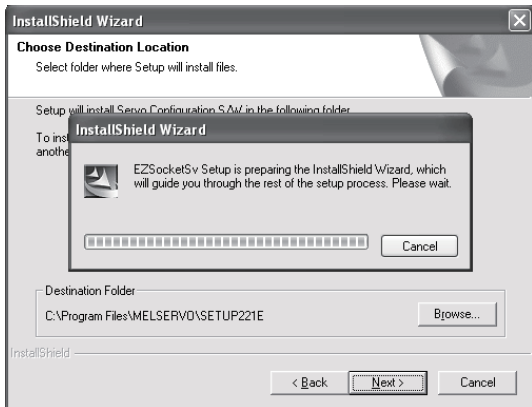 InstallShield Wizard
Choose Destination Location
Select folder where Setup will install files.
Setup will install Servo Configuration S/W in the following folder.
To inst
anothe
InstallShield Wizard
EZSocketSv Setup is preparing the InstallShield Wizard, which
will guide you through the rest of the setup process. Please wait.
Cancel
Destination Folder
C:\Program Files\MELSERVO\SETUP221E
Browse...
InstallShield
< Back
Next >
Cancel